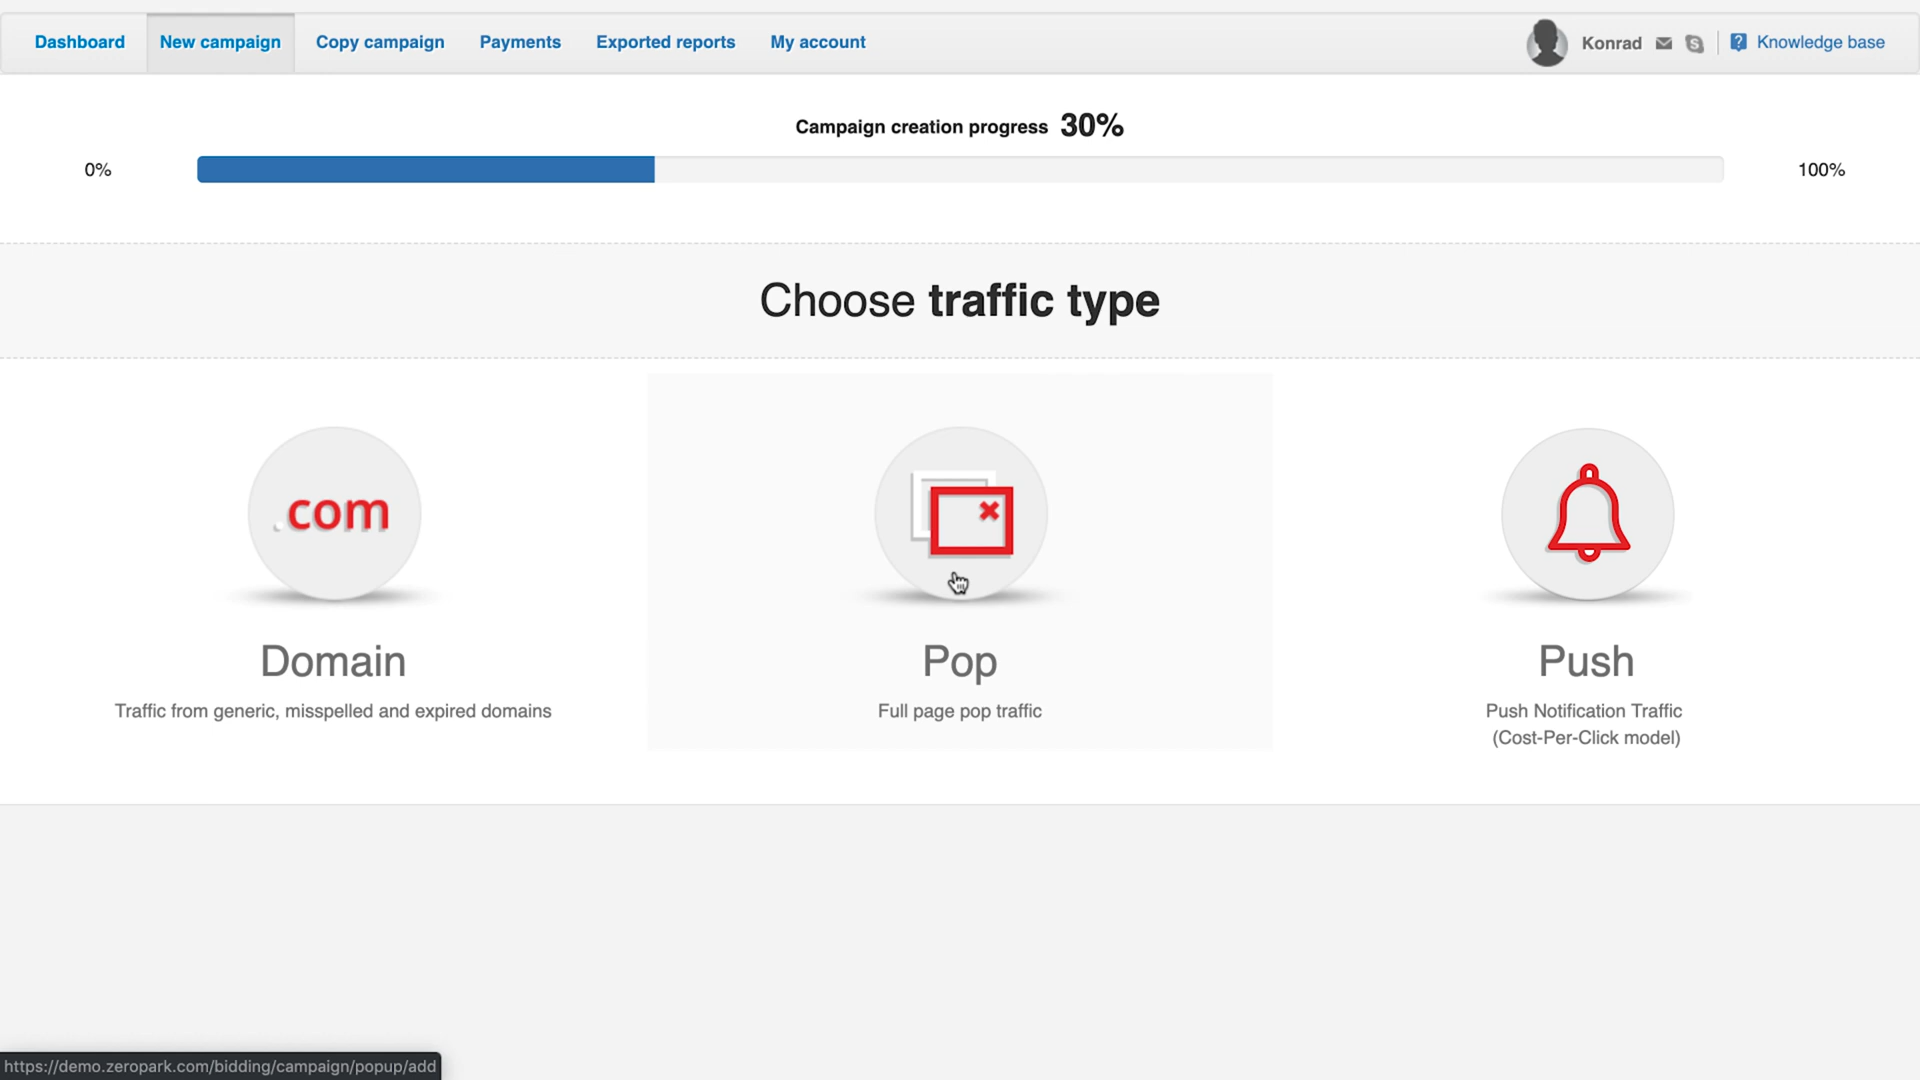 Dashboard New campaign Copy campaign Payments Exported reports My account Konrad Knowledge base
Campaign creation progress 30%
0% 100%
Choose traffic type
.com
Domain
Traffic from generic, misspelled and expired domains
Pop
Full page pop traffic
Push
Push Notification Traffic
(Cost-Per-Click model)
https://demo.zeropark.com/bidding/campaign/popup/add